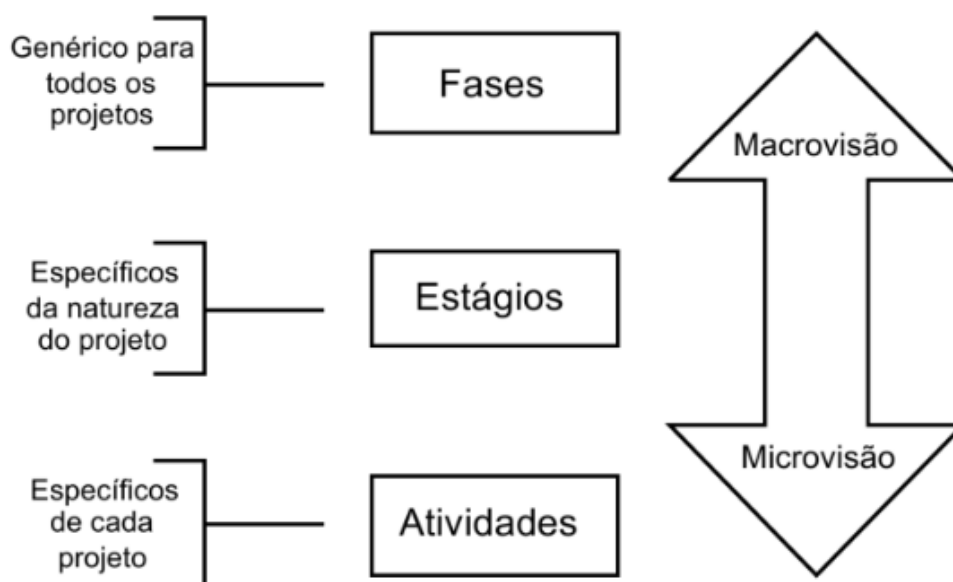 Genérico para
todos os
projetos
Fases
Macrovisão
Específicos
da natureza
do projeto
Estágios
Microvisão
Específicos
de cada
projeto
Atividades